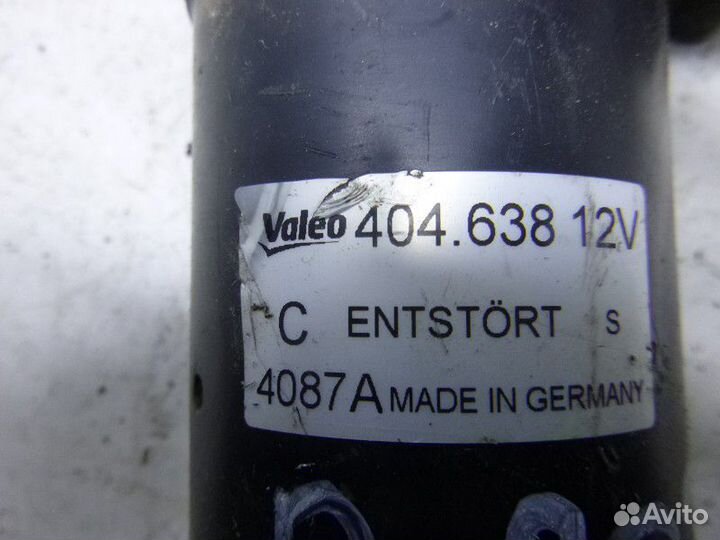 Valeo 404.638 12V
C ENTSTÖRT S
4087A MADE IN GERMANY
Avito